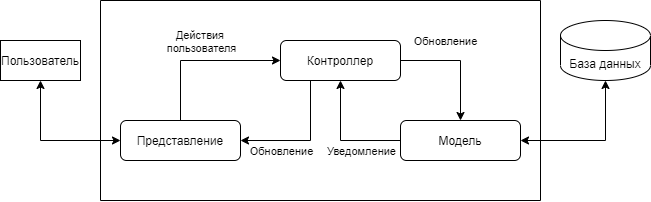 Действия
пользователя
Обновление
Пользователь
Контроллер
База данных
Представление
Обновление
Уведомление
Модель